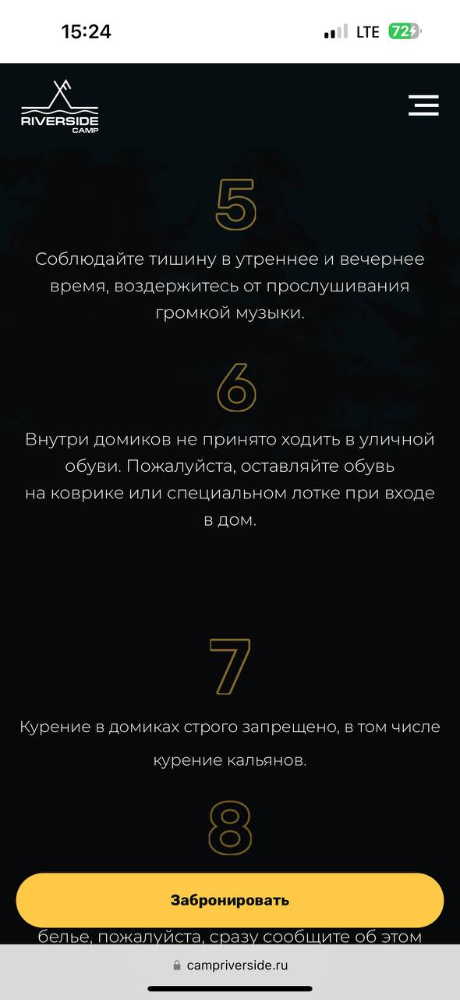 15:24
LTE
72
RIVERSIDE
CAMP
5
Соблюдайте тишину в утреннее и вечернее
время, воздержитесь от прослушивания
громкой музыки.
6
Внутри домиков не принято ходить в уличной
обуви. Пожалуйста, оставляйте обувь
на коврике или специальном лотке при входе
в дом.
7
Курение в домиках строго запрещено, в том числе
курение кальянов.
8
Забронировать
белье, пожалуйста, сразу сообщите об этом
campriverside.ru